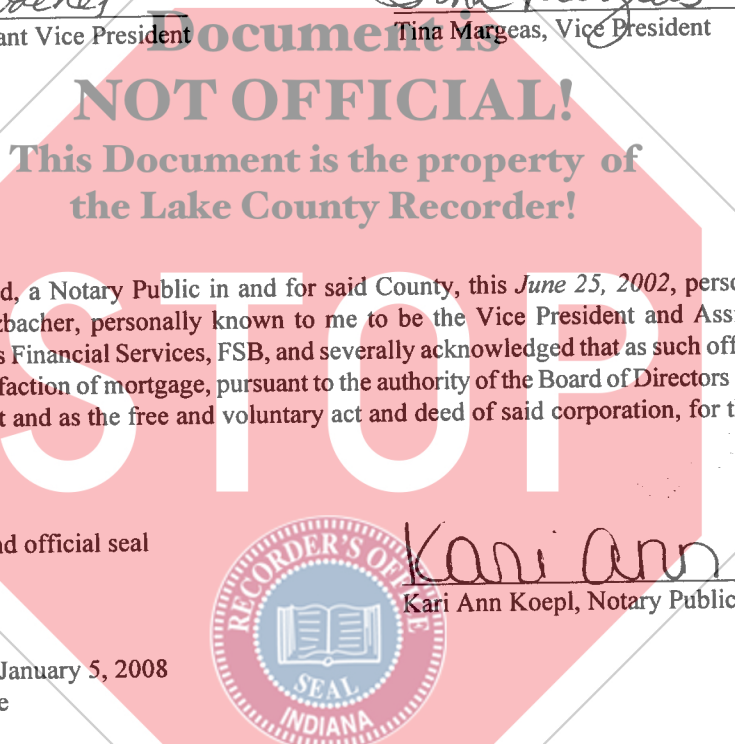 ant Vice President
Tina Margeas, Vice President
Document is
NOT OFFICIAL!
This Document is the property of
the Lake County Recorder!
STOP
d, a Notary Public in and for said County, this June 25, 2002, perso
zbacher, personally known to me to be the Vice President and Ass
s Financial Services, FSB, and severally acknowledged that as such off
faction of mortgage, pursuant to the authority of the Board of Directors
t and as the free and voluntary act and deed of said corporation, for t
d official seal
Kari Ann
Kari Ann Koepl, Notary Public
RECORDER'S OFFICE
SEAL
INDIANA
January 5, 2008
e